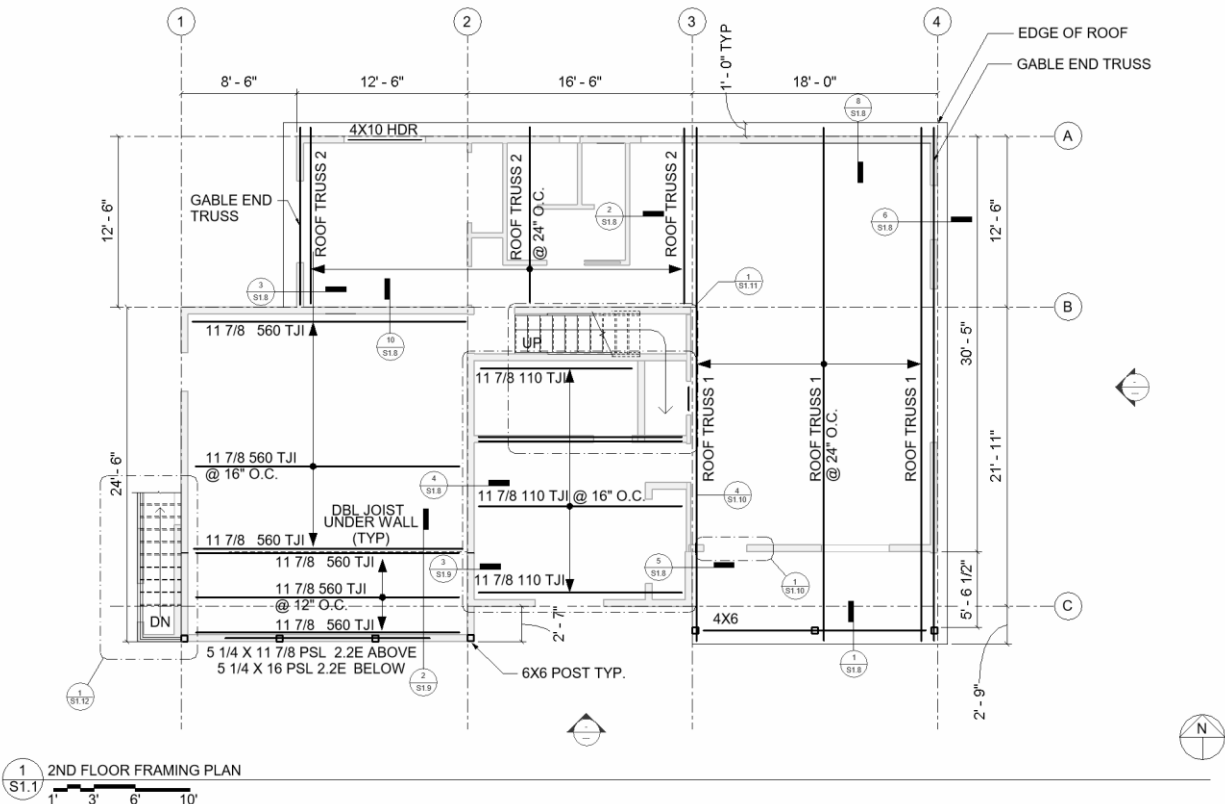 1
2
3
4
EDGE OF ROOF
GABLE END TRUSS
8' - 6"
12' - 6"
16' - 6"
18' - 0"
1' - 0" TYP
8
S1.8
4X10 HDR
A
GABLE END
TRUSS
ROOF TRUSS 2
ROOF TRUSS 2
@ 24" O.C.
ROOF TRUSS 2
12' - 6"
12' - 6"
2
S1.8
6
S1.8
3
S1.8
1
S1.11
B
11 7/8   560 TJI
10
S1.8
UP
11 7/8 110 TJI
30' - 5"
ROOF TRUSS 1
ROOF TRUSS 1
@ 24" O.C.
ROOF TRUSS 1
24' - 6"
11 7/8 560 TJI
@ 16" O.C.
4
S1.8
11 7/8 110 TJI @ 16" O.C.
4
S1.10
21' - 11"
DBL JOIST
UNDER WALL
(TYP)
11 7/8   560 TJI
11 7/8   560 TJI
3
S1.9
5
S1.8
11 7/8 110 TJI
1
S1.10
11 7/8 560 TJI
@ 12" O.C.
5' - 6 1/2"
C
DN
11 7/8   560 TJI
2' - 7"
4X6
5 1/4 X 11 7/8 PSL  2.2E ABOVE
5 1/4 X 16 PSL 2.2E  BELOW
6X6 POST TYP.
1
S1.8
2
S1.9
1
S1.12
2' - 9"
N
1
S1.1
2ND FLOOR FRAMING PLAN
1'
3'
6'
10'